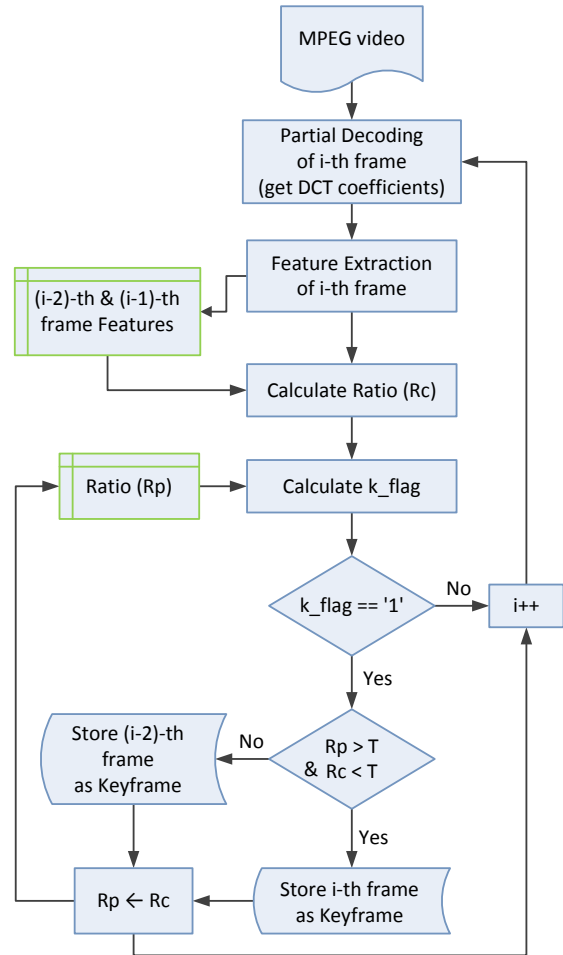 MPEG video
Partial Decoding
of i-th frame
(get DCT coefficients)
Feature Extraction
of i-th frame
(i-2)-th & (i-1)-th
frame Features
Calculate Ratio (Rc)
Ratio (Rp)
Calculate k_flag
k_flag == '1'
No
i++
Yes
Store (i-2)-th
frame
as Keyframe
No
Rp > T
& Rc < T
Yes
Store i-th frame
as Keyframe
Rp ← Rc